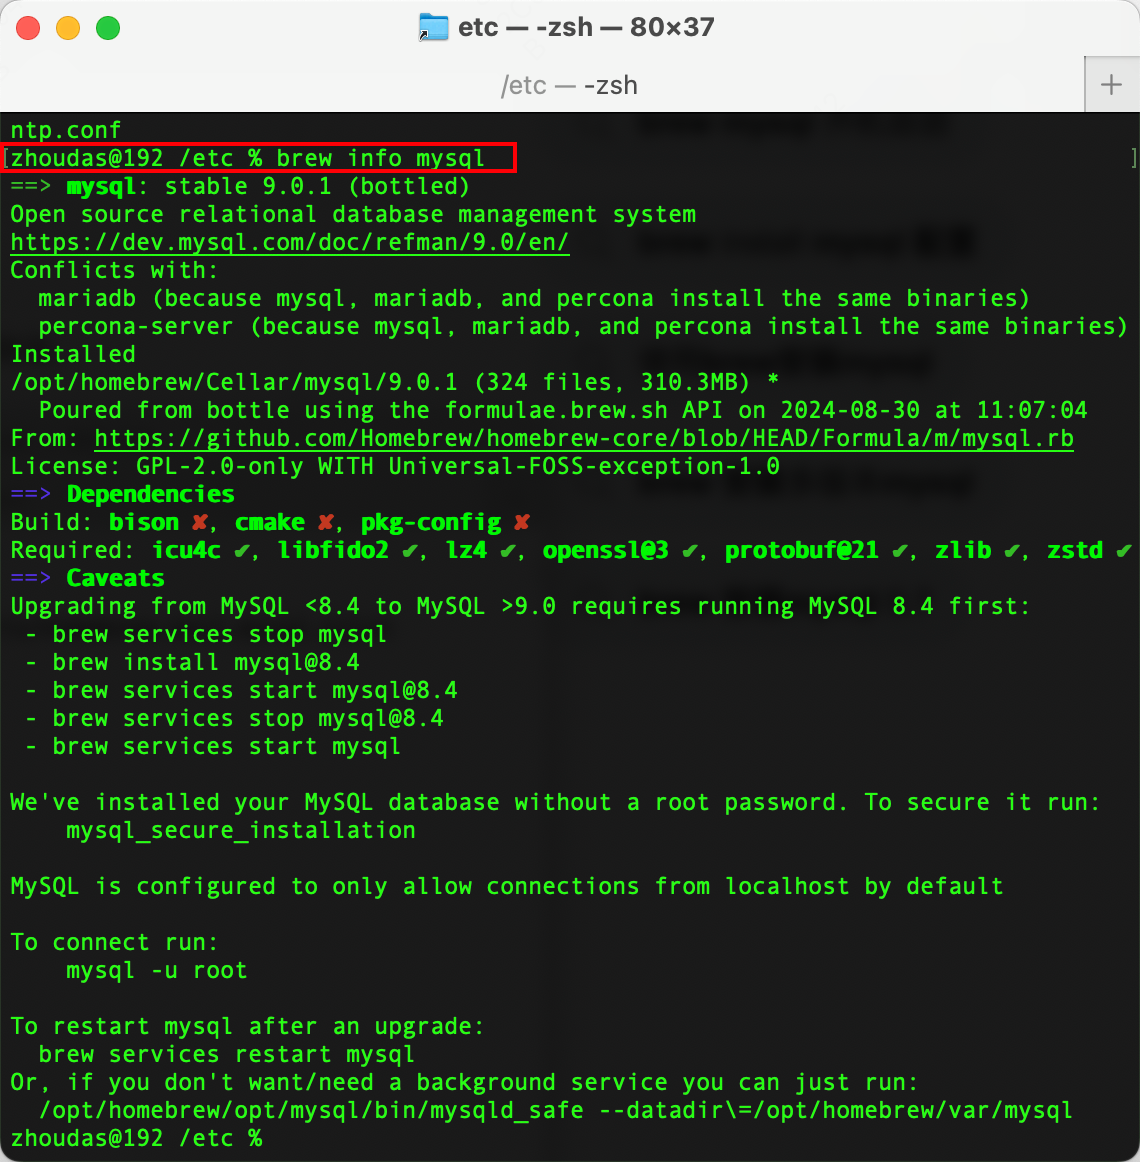 etc — -zsh — 80×37
/etc — -zsh
+
ntp.conf
[zhoudas@192 /etc % brew info mysql ]
==> mysql: stable 9.0.1 (bottled)
Open source relational database management system
https://dev.mysql.com/doc/refman/9.0/en/
Conflicts with:
  mariadb (because mysql, mariadb, and percona install the same binaries)
  percona-server (because mysql, mariadb, and percona install the same binaries)
Installed
/opt/homebrew/Cellar/mysql/9.0.1 (324 files, 310.3MB) *
  Poured from bottle using the formulae.brew.sh API on 2024-08-30 at 11:07:04
From: https://github.com/Homebrew/homebrew-core/blob/HEAD/Formula/m/mysql.rb
License: GPL-2.0-only WITH Universal-FOSS-exception-1.0
==> Dependencies
Build: bison ✘, cmake ✘, pkg-config ✘
Required: icu4c ✔, libfido2 ✔, lz4 ✔, openssl@3 ✔, protobuf@21 ✔, zlib ✔, zstd ✔
==> Caveats
Upgrading from MySQL <8.4 to MySQL >9.0 requires running MySQL 8.4 first:
 - brew services stop mysql
 - brew install mysql@8.4
 - brew services start mysql@8.4
 - brew services stop mysql@8.4
 - brew services start mysql
We've installed your MySQL database without a root password. To secure it run:
    mysql_secure_installation
MySQL is configured to only allow connections from localhost by default
To connect run:
    mysql -u root
To restart mysql after an upgrade:
  brew services restart mysql
Or, if you don't want/need a background service you can just run:
  /opt/homebrew/opt/mysql/bin/mysqld_safe --datadir\=/opt/homebrew/var/mysql
zhoudas@192 /etc %